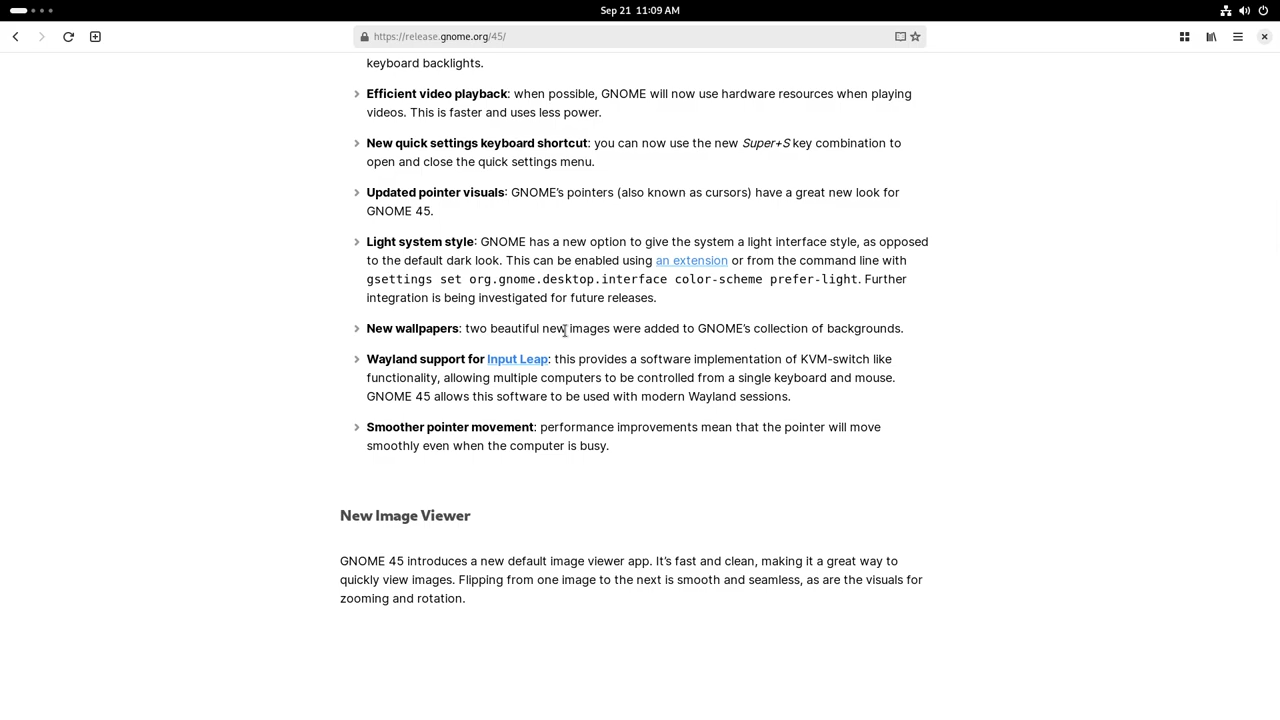 Sep 21 11:09 AM
https://release.gnome.org/45/
keyboard backlights.
Efficient video playback: when possible, GNOME will now use hardware resources when playing
videos. This is faster and uses less power.
New quick settings keyboard shortcut: you can now use the new Super+S key combination to
open and close the quick settings menu.
Updated pointer visuals: GNOME’s pointers (also known as cursors) have a great new look for
GNOME 45.
Light system style: GNOME has a new option to give the system a light interface style, as opposed
to the default dark look. This can be enabled using an extension or from the command line with
gsettings set org.gnome.desktop.interface color-scheme prefer-light. Further
integration is being investigated for future releases.
New wallpapers: two beautiful new images were added to GNOME’s collection of backgrounds.
Wayland support for Input Leap: this provides a software implementation of KVM-switch like
functionality, allowing multiple computers to be controlled from a single keyboard and mouse.
GNOME 45 allows this software to be used with modern Wayland sessions.
Smoother pointer movement: performance improvements mean that the pointer will move
smoothly even when the computer is busy.
New Image Viewer
GNOME 45 introduces a new default image viewer app. It’s fast and clean, making it a great way to
quickly view images. Flipping from one image to the next is smooth and seamless, as are the visuals for
zooming and rotation.